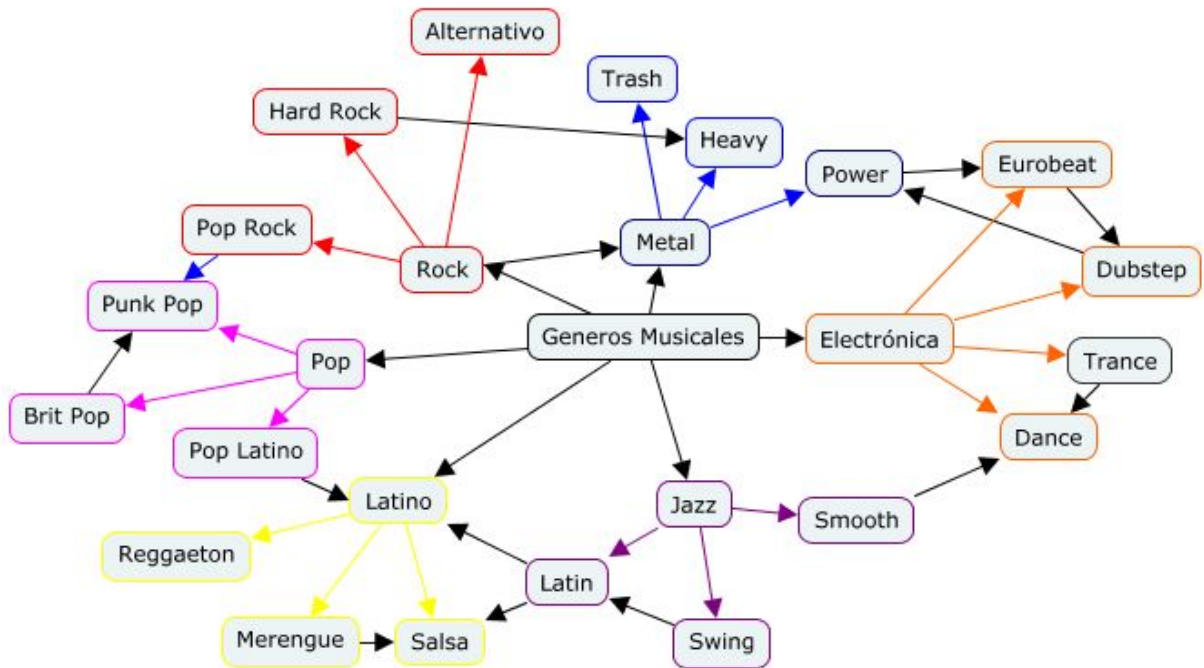 Alternativo
Trash
Hard Rock
Heavy
Eurobeat
Power
Pop Rock
Metal
Rock
Dubstep
Punk Pop
Generos Musicales
Electrónica
Trance
Pop
Brit Pop
Dance
Pop Latino
Latino
Jazz
Smooth
Reggaeton
Latin
Merengue
Salsa
Swing